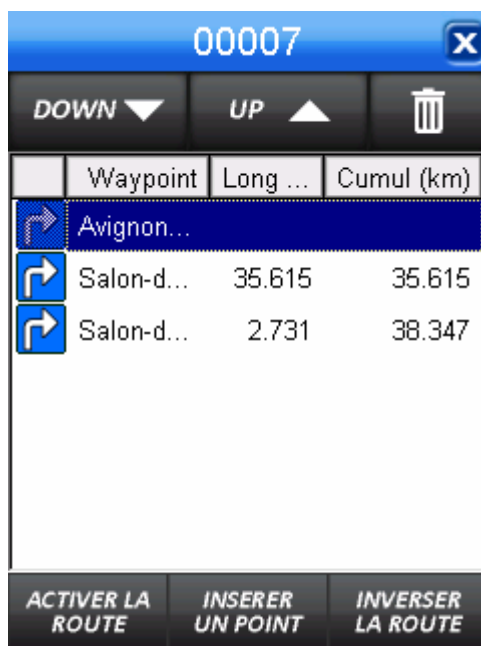 00007
DOWN UP
Waypoint Long ... Cumul (km)
Avignon...
Salon-d... 35.615 35.615
Salon-d... 2.731 38.347
ACTIVER LA INSERER INVERSER
ROUTE UN POINT LA ROUTE